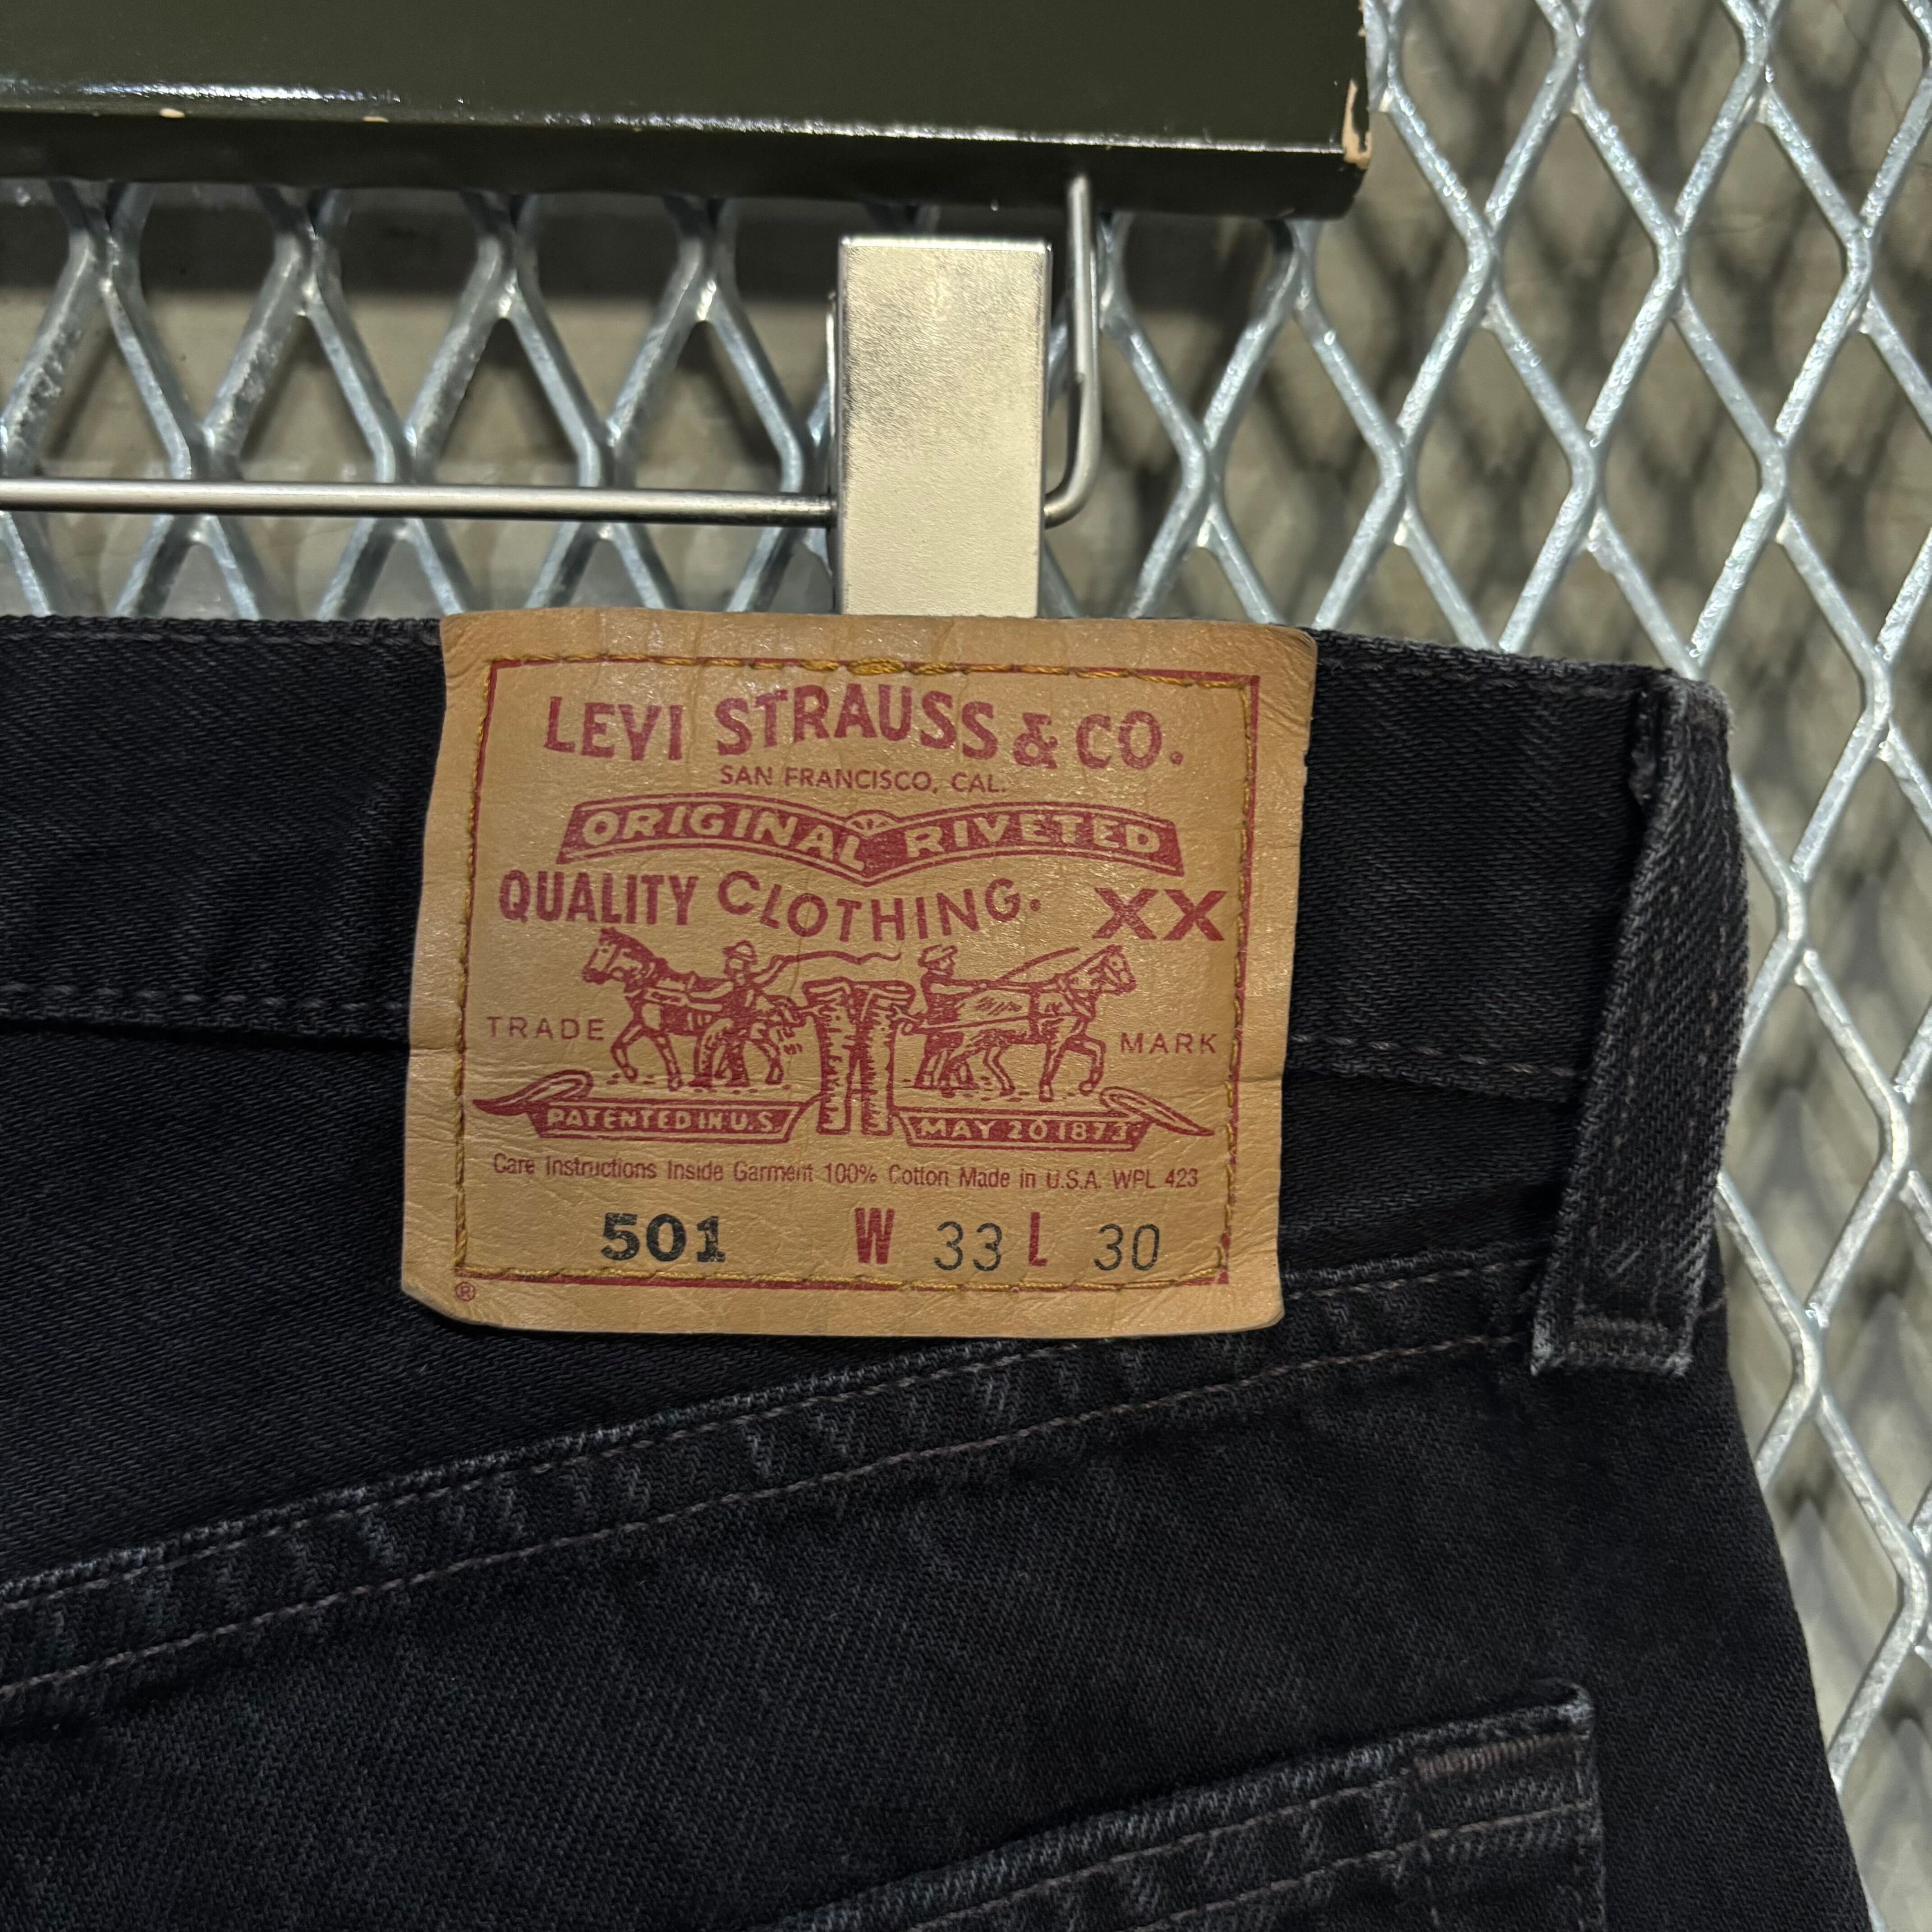 LEVI STRAUSS & CO.
SAN FRANCISCO, CAL.
ORIGINAL RIVETED
QUALITY CLOTHING. XX
TRADE MARK
PATENTED IN U.S. MAY 20 1873
Care Instructions Inside Garment 100% Cotton Made in U.S.A. WPL 423
501 W 33 L 30
®